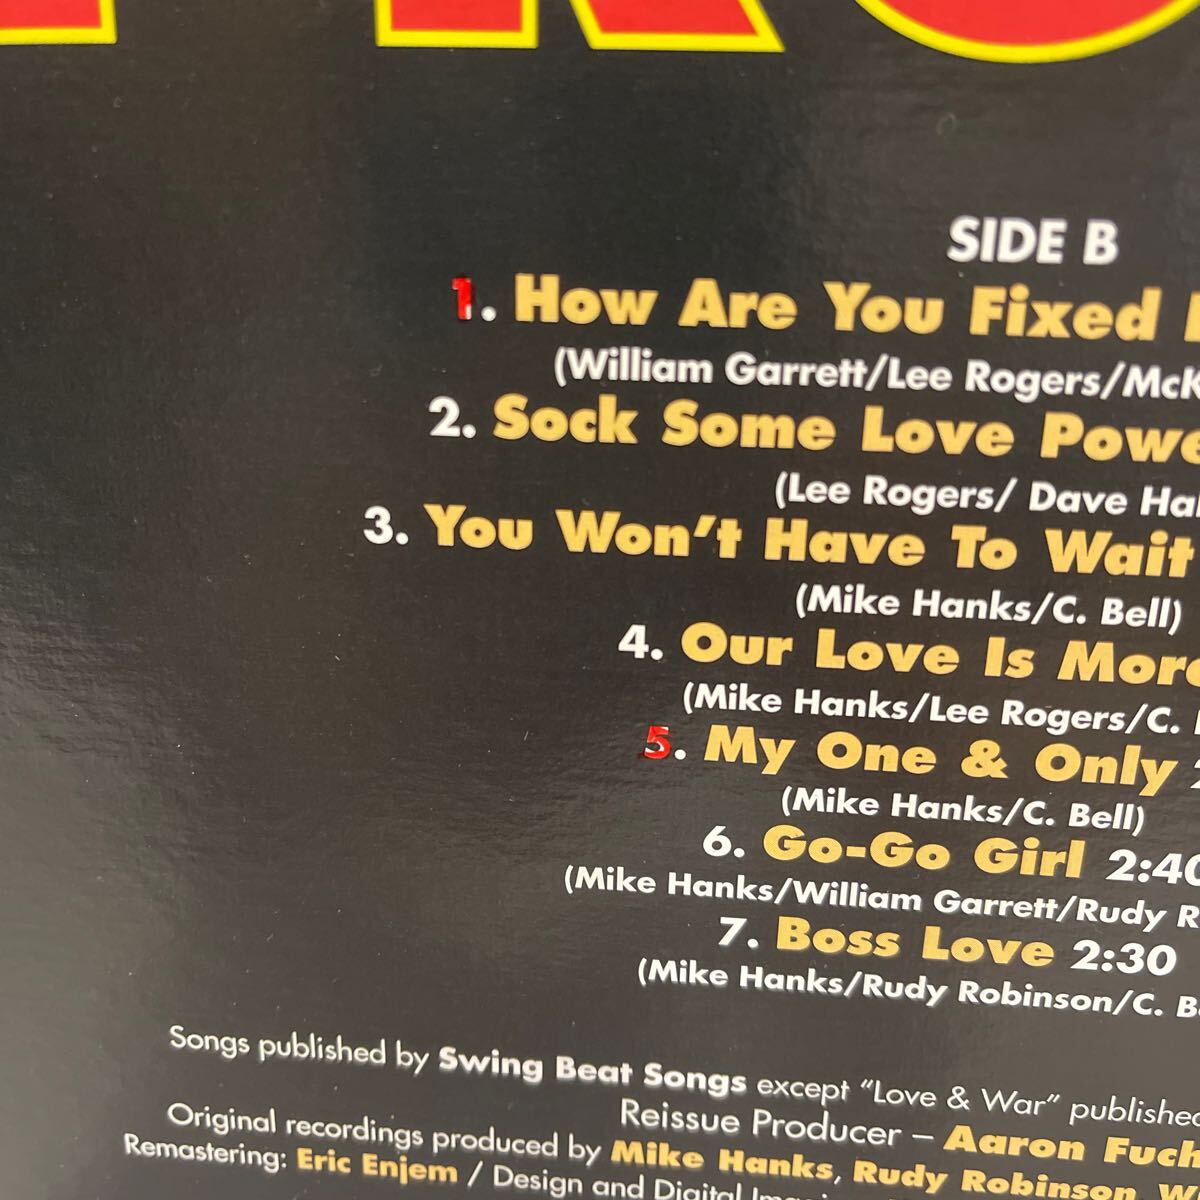 SIDE B
1. How Are You Fixed
(William Garrett/Lee Rogers/McK
2. Sock Some Love Powe
(Lee Rogers/ Dave Ha
3. You Won't Have To Wait
(Mike Hanks/C. Bell)
4. Our Love Is More
(Mike Hanks/Lee Rogers/C.
5. My One & Only
(Mike Hanks/C. Bell)
6. Go-Go Girl 2:40
(Mike Hanks/William Garrett/Rudy R
7. Boss Love 2:30
(Mike Hanks/Rudy Robinson/C. B
Songs published by Swing Beat Songs except "Love & War" published
Reissue Producer – Aaron Fuch
Original recordings produced by Mike Hanks, Rudy Robinson, W
Remastering: Eric Enjem / Design and Digital